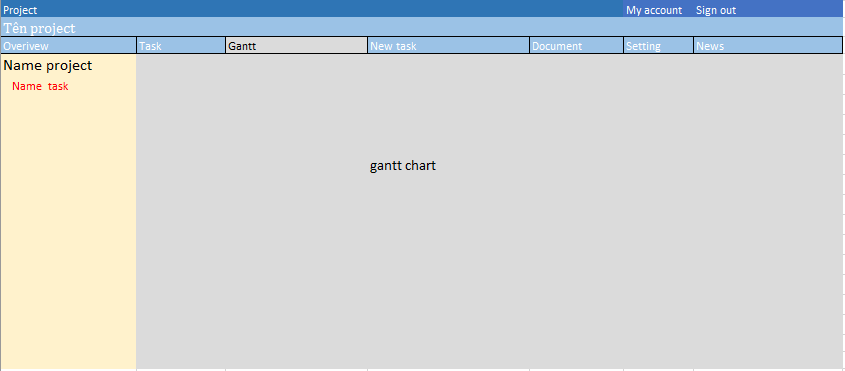 Project My account Sign out
Tên project
Overivew Task Gantt New task Document Setting News
Name project
Name task
gantt chart